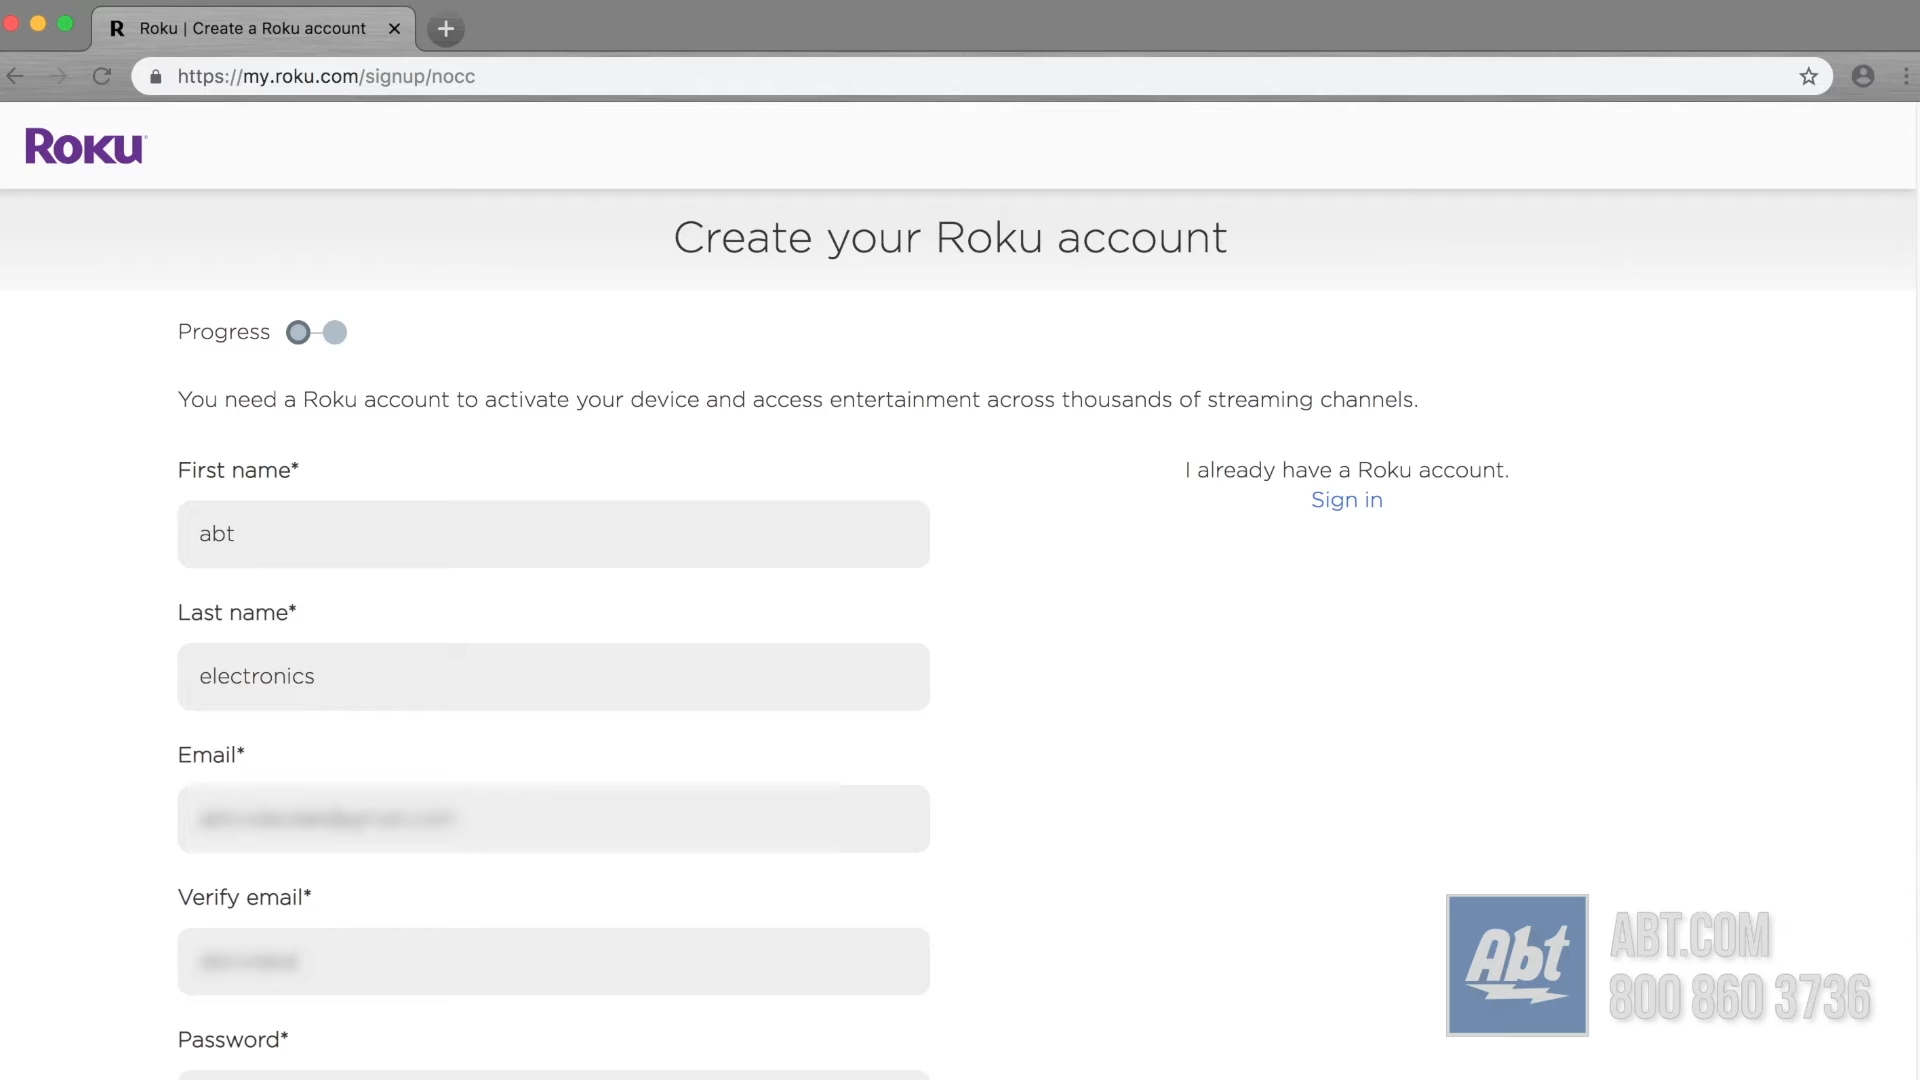 R Roku | Create a Roku account
https://my.roku.com/signup/nocc
Roku
Create your Roku account
Progress
You need a Roku account to activate your device and access entertainment across thousands of streaming channels.
First name*
I already have a Roku account.
Sign in
abt
Last name*
electronics
Email*
Verify email*
Password*
Abt
ABT.COM
800 860 3736